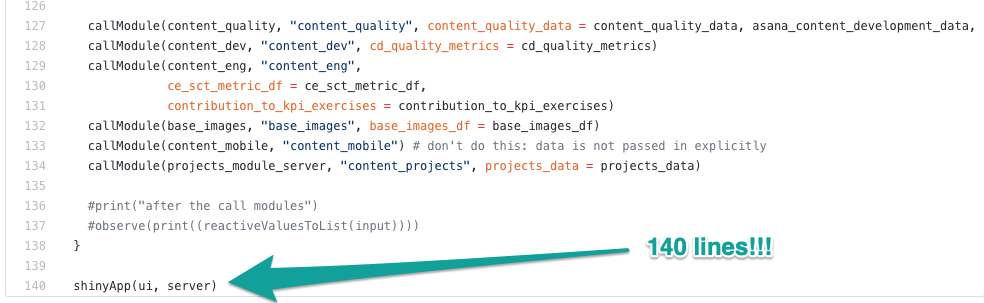 126
127 callModule(content_quality, "content_quality", content_quality_data = content_quality_data, asana_content_development_data,
128 callModule(content_dev, "content_dev", cd_quality_metrics = cd_quality_metrics)
129 callModule(content_eng, "content_eng",
130 ce_sct_metric_df = ce_sct_metric_df,
131 contribution_to_kpi_exercises = contribution_to_kpi_exercises)
132 callModule(base_images, "base_images", base_images_df = base_images_df)
133 callModule(content_mobile, "content_mobile") # don't do this: data is not passed in explicitly
134 callModule(projects_module_server, "content_projects", projects_data = projects_data)
135
136 #print("after the call modules")
137 #observe(print((reactiveValuesToList(input))))
138 }
139
140 lines!!!
140 shinyApp(ui, server)